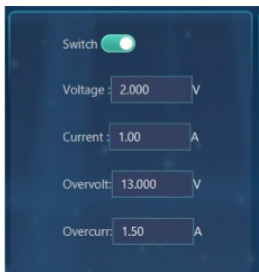 Switch
Voltage : 2.000 V
Current : 1.00 A
Overvolt: 13.000 V
Overcurr: 1.50 A